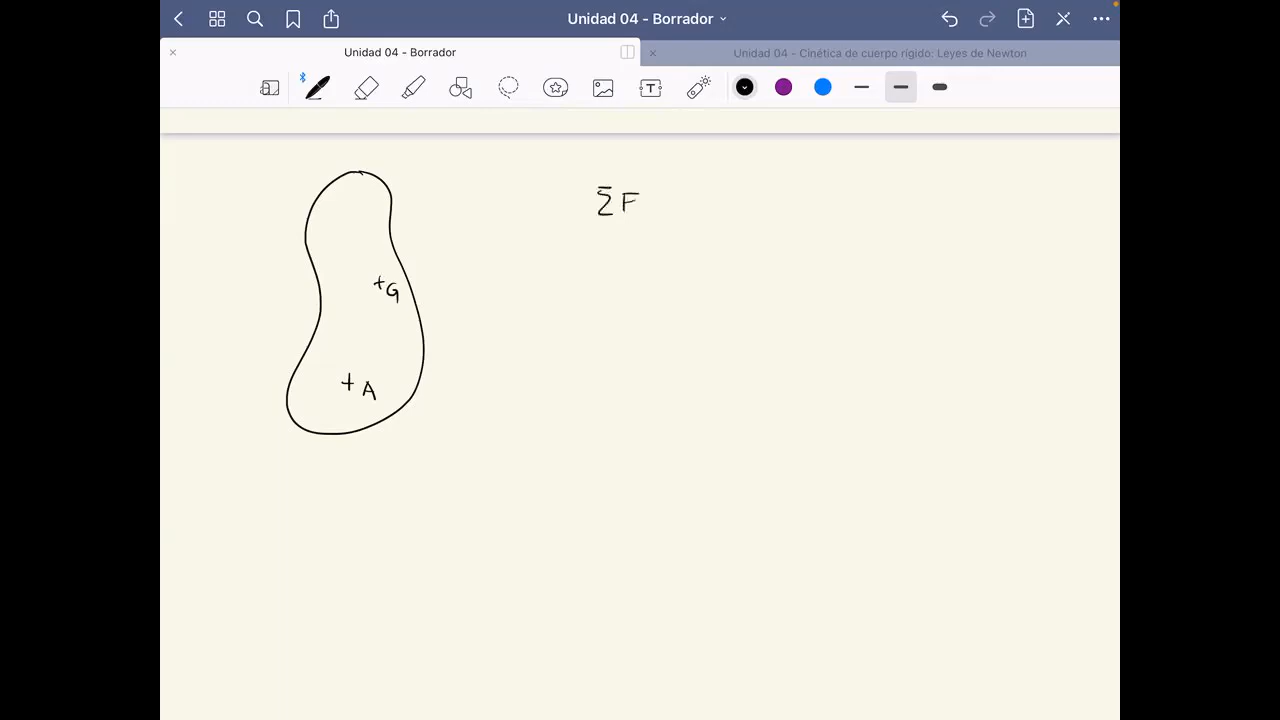 Unidad 04 - Borrador
Unidad 04 - Borrador
Unidad 04 - Cinética de cuerpo rígido: Leyes de Newton
T
ΣF
+G
+A